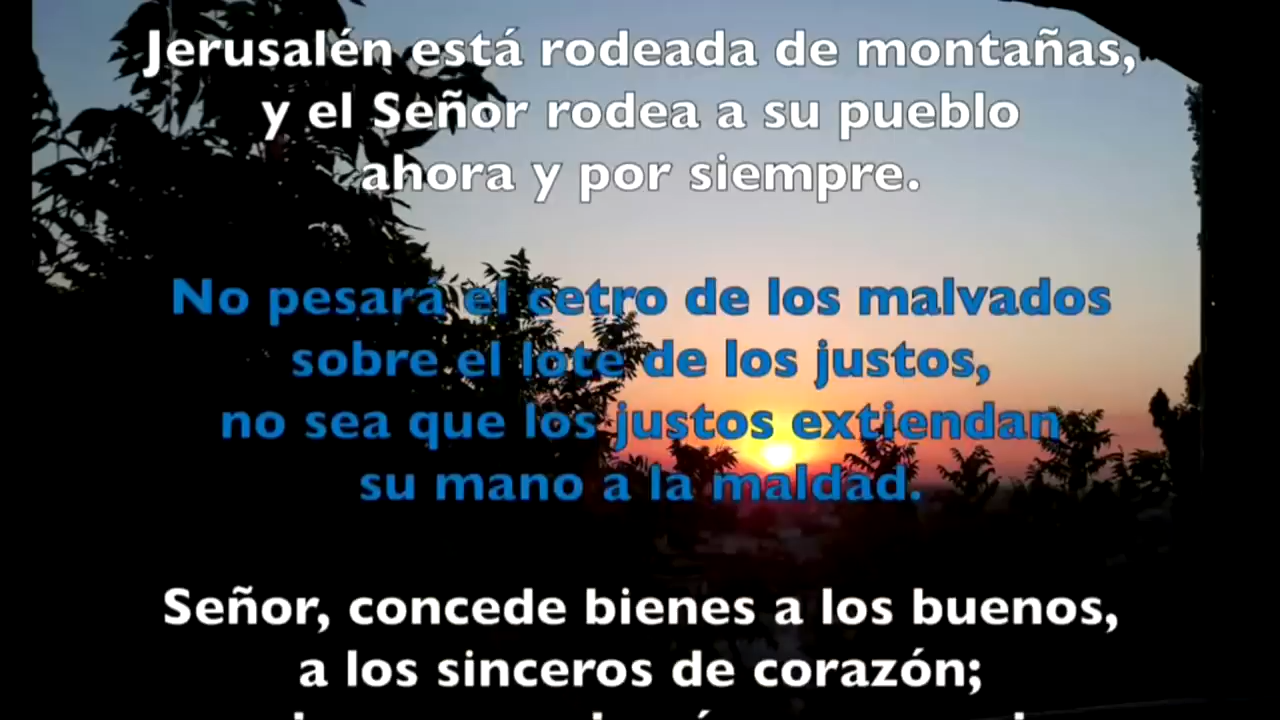 Jerusalén está rodeada de montañas,
y el Señor rodea a su pueblo
ahora y por siempre.
No pesará el cetro de los malvados
sobre el lote de los justos,
no sea que los justos extiendan
su mano a la maldad.
Señor, concede bienes a los buenos,
a los sinceros de corazón;